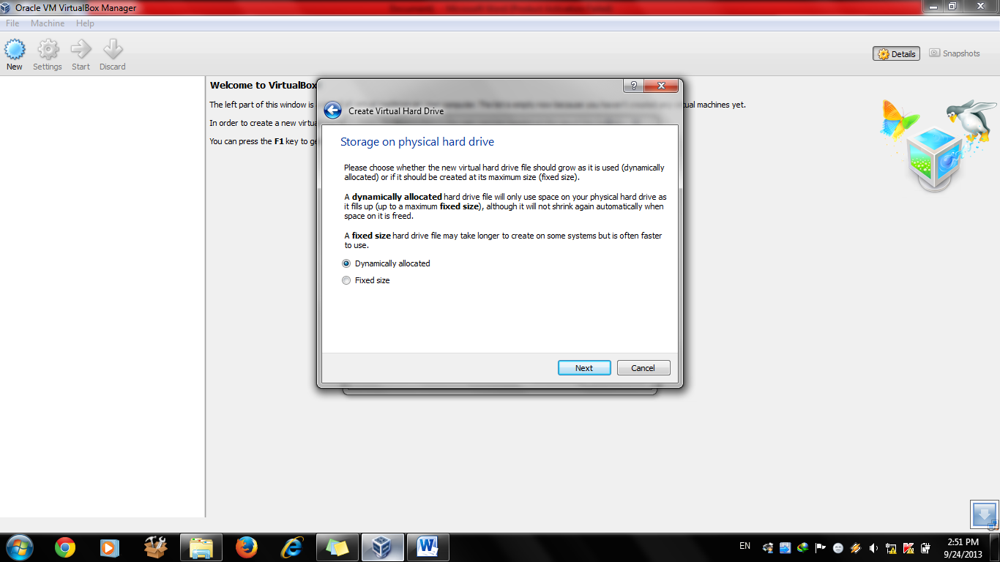 Oracle VM VirtualBox Manager
File Machine Help
New Settings Start Discard
Details Snapshots
Welcome to VirtualBox
The left part of this window is
virtual machines yet.
In order to create a new virtu
You can press the F1 key to ge
?
Create Virtual Hard Drive
Storage on physical hard drive
Please choose whether the new virtual hard drive file should grow as it is used (dynamically
allocated) or if it should be created at its maximum size (fixed size).
A dynamically allocated hard drive file will only use space on your physical hard drive as
it fills up (up to a maximum fixed size), although it will not shrink again automatically when
space on it is freed.
A fixed size hard drive file may take longer to create on some systems but is often faster
to use.
Dynamically allocated
Fixed size
Next Cancel
EN
2:51 PM
9/24/2013